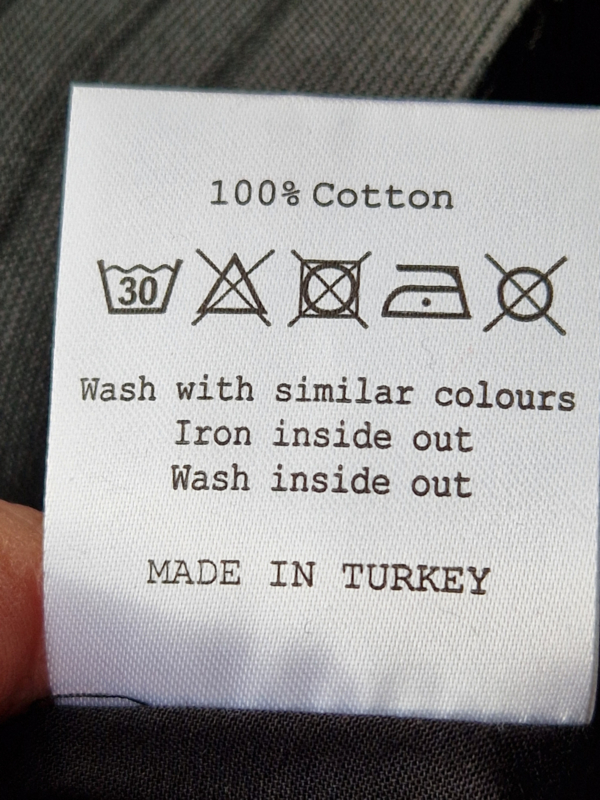 100% Cotton
30
Wash with similar colours
Iron inside out
Wash inside out
MADE IN TURKEY